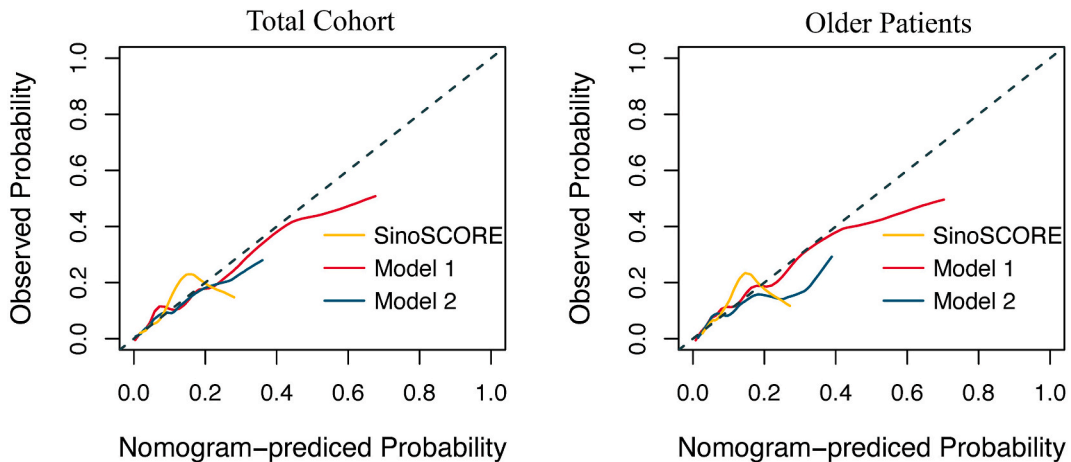 Total Cohort
Observed Probability
1.0
0.8
0.6
0.4
0.2
0.0
SinoSCORE
Model 1
Model 2
0.0 0.2 0.4 0.6 0.8 1.0
Nomogram-prediced Probability
Older Patients
Observed Probability
1.0
0.8
0.6
0.4
0.2
0.0
SinoSCORE
Model 1
Model 2
0.0 0.2 0.4 0.6 0.8 1.0
Nomogram-prediced Probability